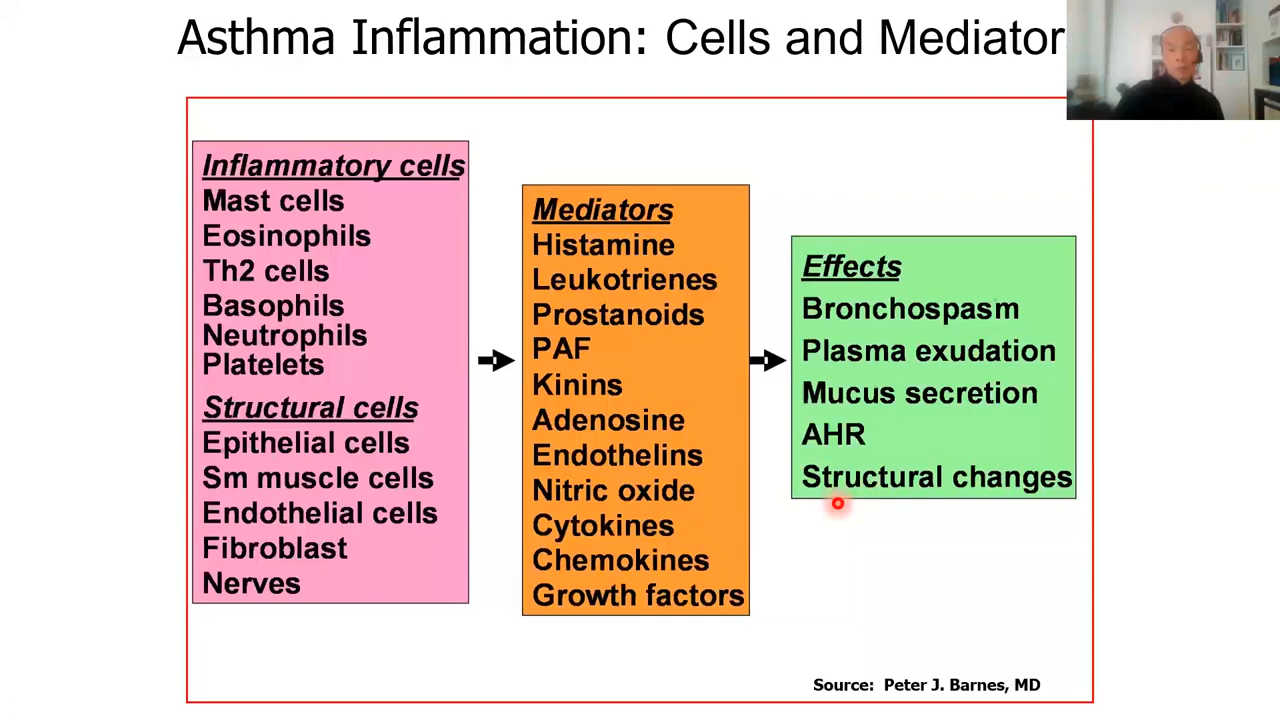 Asthma Inflammation: Cells and Mediator
Inflammatory cells
Mast cells
Eosinophils
Th2 cells
Basophils
Neutrophils
Platelets
Structural cells
Epithelial cells
Sm muscle cells
Endothelial cells
Fibroblast
Nerves
Mediators
Histamine
Leukotrienes
Prostanoids
PAF
Kinins
Adenosine
Endothelins
Nitric oxide
Cytokines
Chemokines
Growth factors
Effects
Bronchospasm
Plasma exudation
Mucus secretion
AHR
Structural changes
Source: Peter J. Barnes, MD